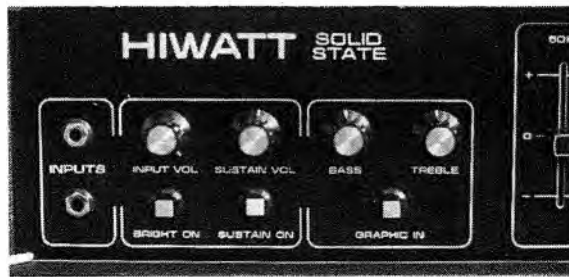 HIWATT SOLID
STATE
INPUTS
INPUT VOL SUSTAIN VOL
BASS TREBLE
BRIGHT ON SUSTAIN ON
GRAPHIC IN
+
0
−